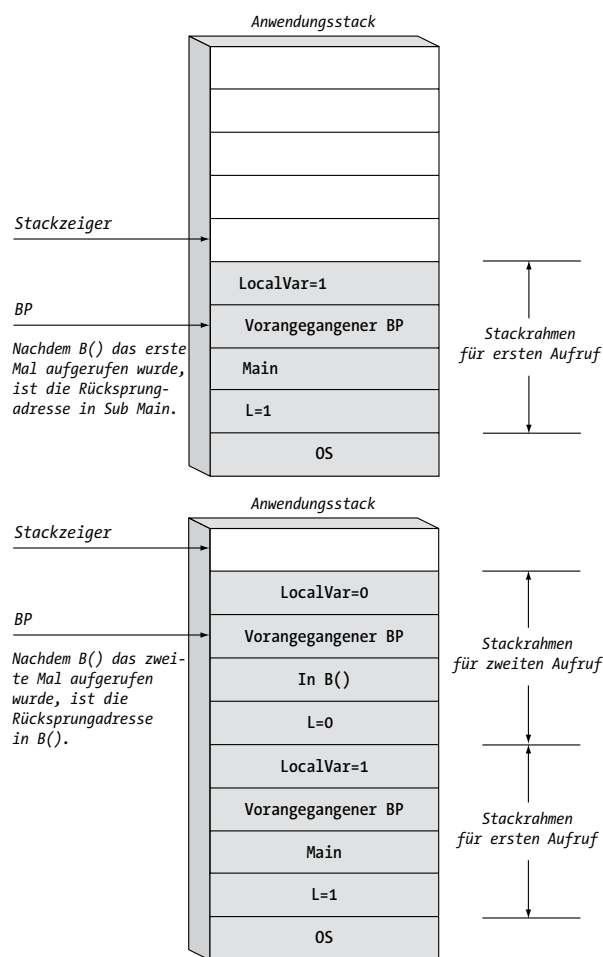 Anwendungsstack
Stackzeiger
LocalVar=1
BP
Vorangegangener BP
Nachdem B() das erste
Mal aufgerufen wurde,
ist die Rücksprung-
adresse in Sub Main.
Main
L=1
OS
Stackrahmen
für ersten Aufruf
Anwendungsstack
Stackzeiger
LocalVar=0
BP
Vorangegangener BP
Nachdem B() das zwei-
te Mal aufgerufen
wurde, ist die
Rücksprungadresse
in B().
In B()
L=0
Stackrahmen
für zweiten Aufruf
LocalVar=1
Vorangegangener BP
Main
L=1
OS
Stackrahmen
für ersten Aufruf